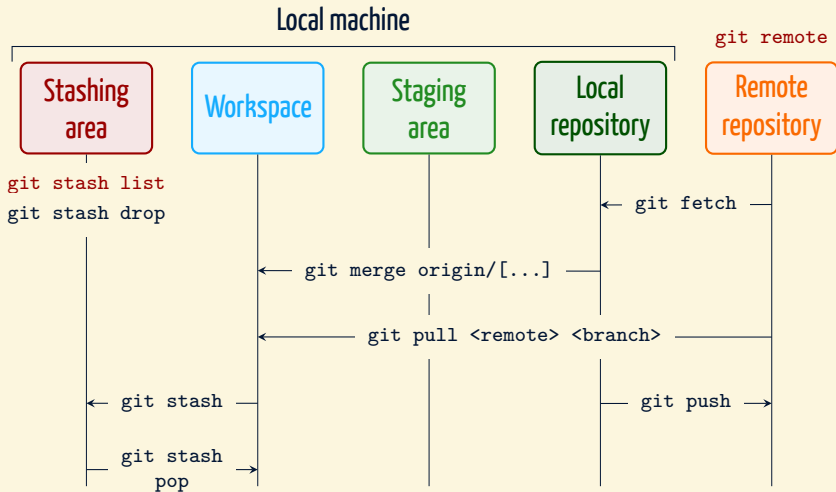 Local machine
git remote
Stashing
area
Workspace
Staging
area
Local
repository
Remote
repository
git stash list
git stash drop
git fetch
git merge origin/[...]
git pull <remote> <branch>
git stash
git push
git stash
pop